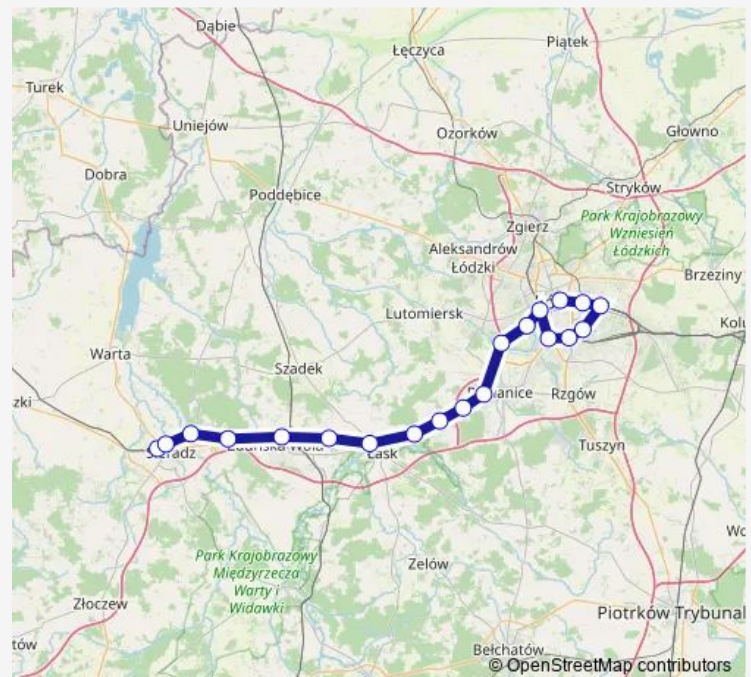 Dąbie
Łęczyca
Piątek
Turek
Uniejów
Ozorków
Głowno
Dobra
Poddębice
Stryków
Zgierz
Park Krajobrazowy
Wzniesień
Łódzkich
Aleksandrów
Łódzki
Brzeziny
Lutomiersk
Kolu
Warta
Szadek
zki
Rzgów
Tuszyn
Łask
Park Krajobrazowy
Międzyrzecza
Warty i
Widawki
Zelów
Złoczew
Piotrków Trybunal
tów
Bełchatów
© OpenStreetMap contributors